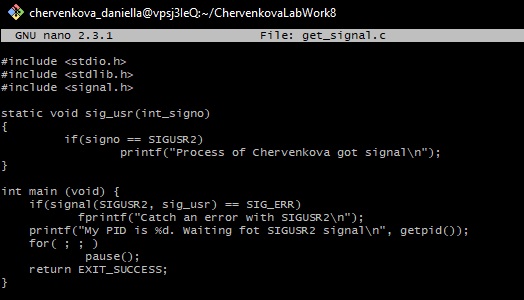 chervenkova_daniella@vpsj3leQ:~/ChervenkovaLabWork8
GNU nano 2.3.1 File: get_signal.c
#include <stdio.h>
#include <stdlib.h>
#include <signal.h>
static void sig_usr(int_signo)
{
if(signo == SIGUSR2)
printf("Process of Chervenkova got signal\n");
}
int main (void) {
if(signal(SIGUSR2, sig_usr) == SIG_ERR)
fprintf("Catch an error with SIGUSR2\n");
printf("My PID is %d. Waiting fot SIGUSR2 signal\n", getpid());
for( ; ; )
pause();
return EXIT_SUCCESS;
}